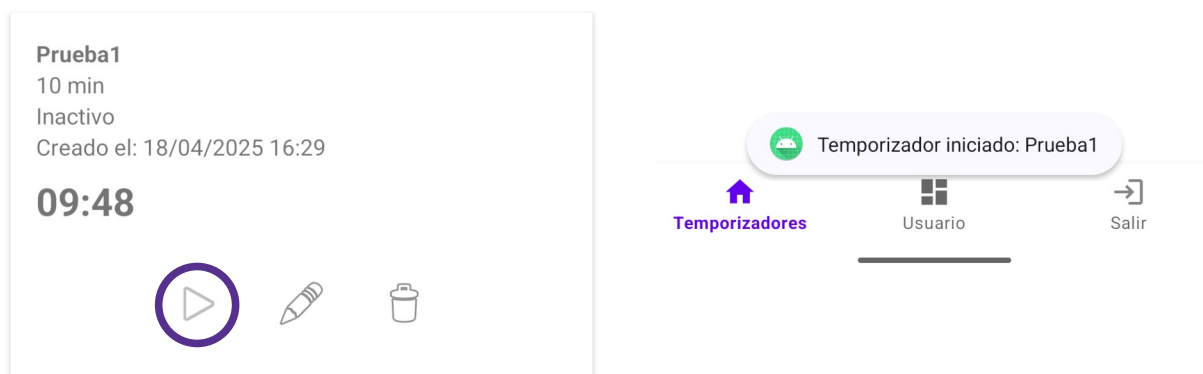 Prueba1
10 min
Inactivo
Creado el: 18/04/2025 16:29
09:48
Temporizador iniciado: Prueba1
Temporizadores
Usuario
Salir